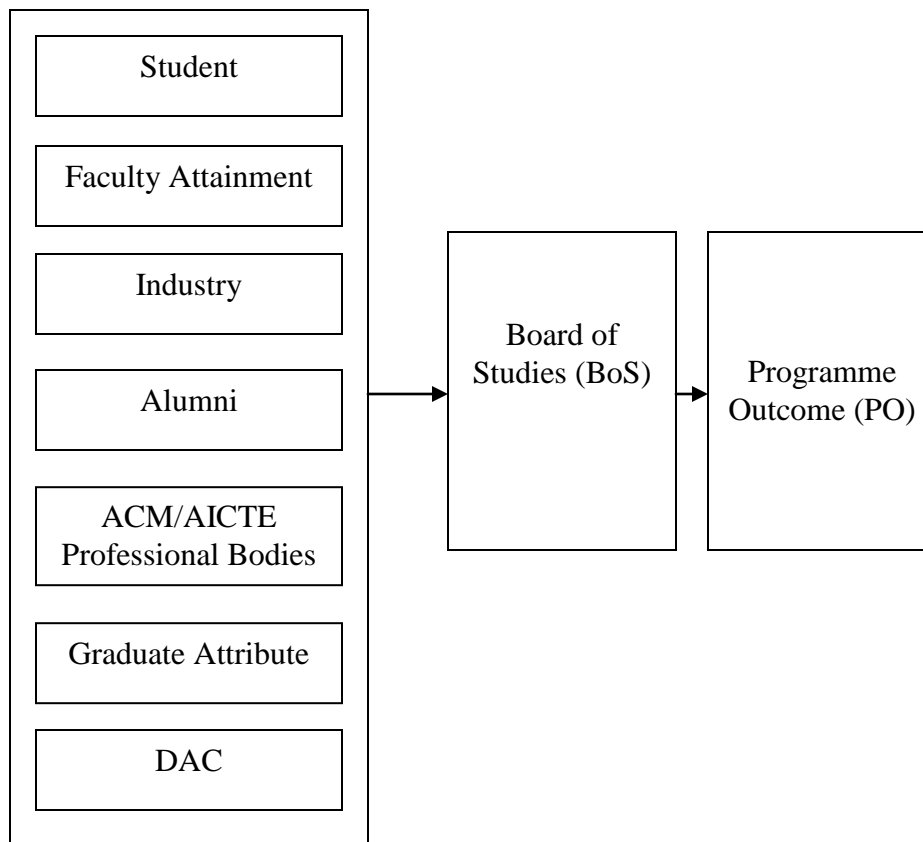 Student
Faculty Attainment
Industry
Alumni
ACM/AICTE
Professional Bodies
Graduate Attribute
DAC
Board of
Studies (BoS)
Programme
Outcome (PO)